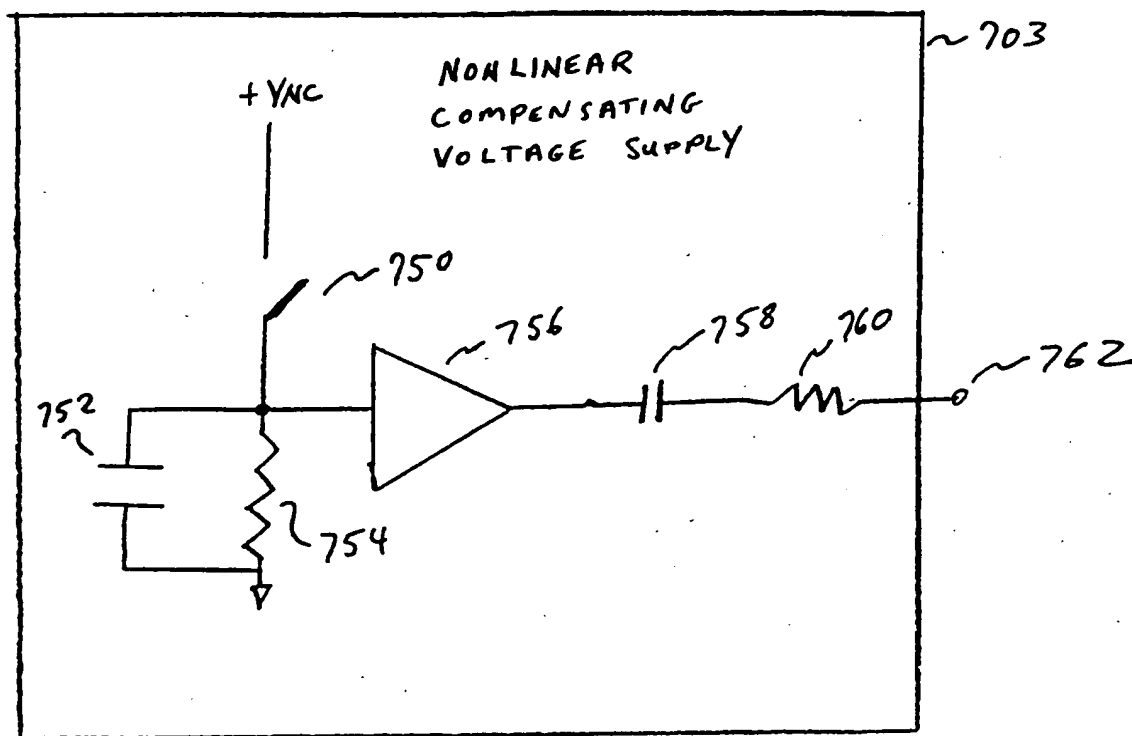 703
NONLINEAR
COMPENSATING
VOLTAGE SUPPLY
+ VNC
750
756
758
760
762
752
754